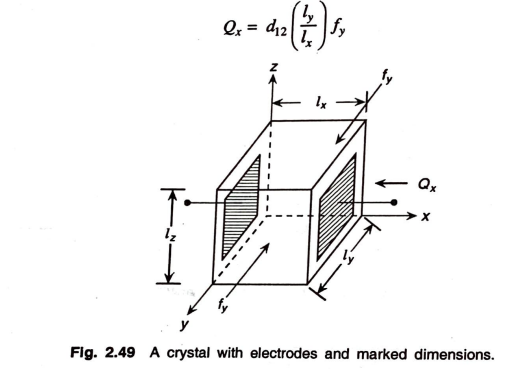 Qx = d12 (ly / lx) fy
z
fy
lx
Qx
x
lz
ly
fy
y
Fig. 2.49 A crystal with electrodes and marked dimensions.